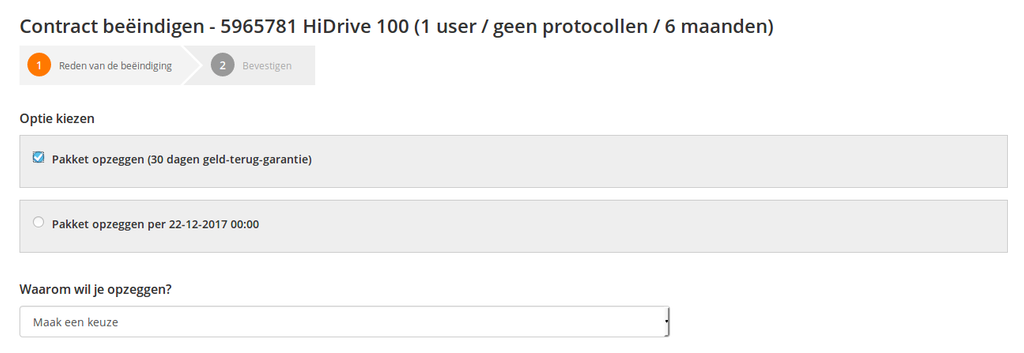 Contract beëindigen - 5965781 HiDrive 100 (1 user / geen protocollen / 6 maanden)
1 Reden van de beëindiging 2 Bevestigen
Optie kiezen
Pakket opzeggen (30 dagen geld-terug-garantie)
Pakket opzeggen per 22-12-2017 00:00
Waarom wil je opzeggen?
Maak een keuze